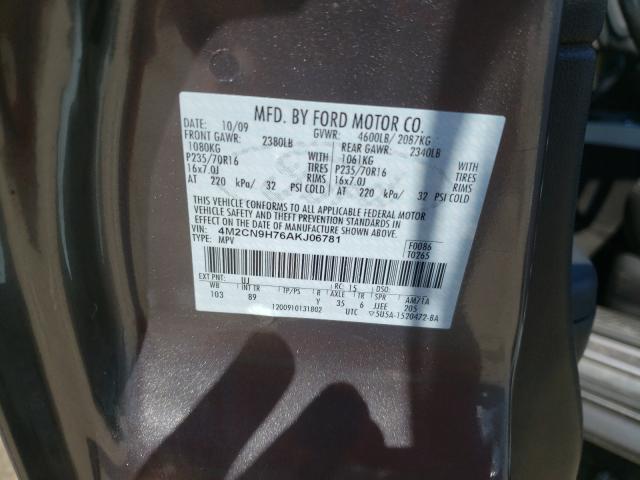 MFD. BY FORD MOTOR CO.
DATE: 10/09 GVWR: 4600LB/ 2087KG
FRONT GAWR: 2380LB REAR GAWR: 2340LB
1080KG WITH 1061KG WITH
P235/70R16 TIRES P235/70R16 TIRES
16x7.0J RIMS 16x7.0J RIMS
AT 220 kPa/ 32 PSI COLD AT 220 kPa/ 32 PSI COLD
THIS VEHICLE CONFORMS TO ALL APPLICABLE FEDERAL MOTOR
VEHICLE SAFETY AND THEFT PREVENTION STANDARDS IN
EFFECT ON THE DATE OF MANUFACTURE SHOWN ABOVE.
VIN: 4M2CN9H76AKJ06781 F0086
TYPE: MPV T0265
EXT PNT: UJ RC: 15 DSO:
WB INT TR TP/PS R AXLE TR SPR AM71A
103 89 Y 35 6 JJEE 205
1200910131802 UTC ▽5U5A-1520472-BA